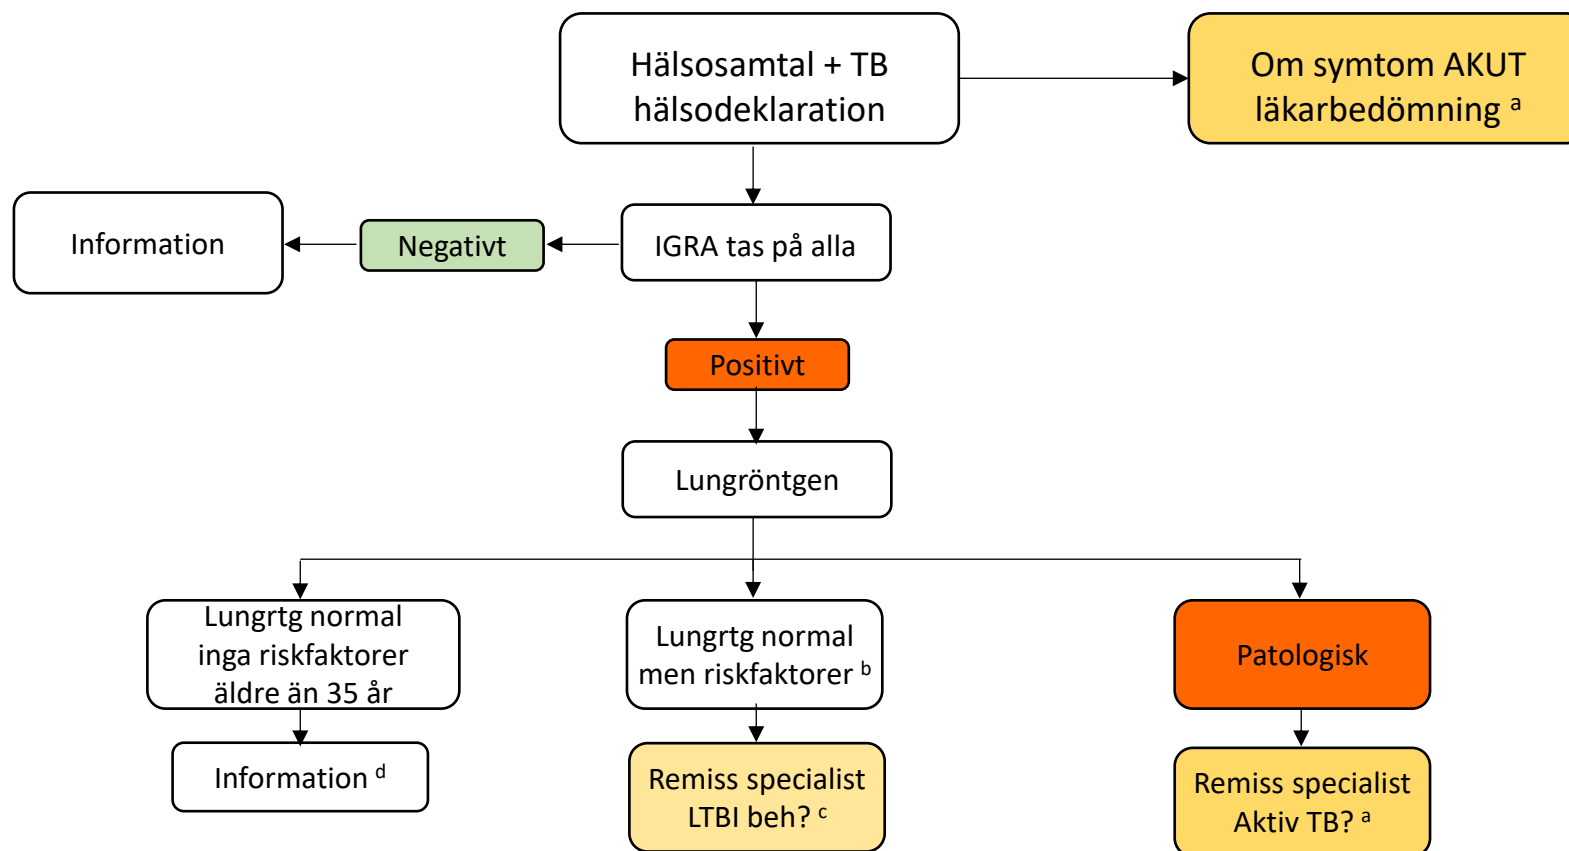 Hälsosamtal + TB
hälsodeklaration
Om symtom AKUT
läkarbedömning ᵃ
Information
Negativt
IGRA tas på alla
Positivt
Lungröntgen
Lungrtg normal
inga riskfaktorer
äldre än 35 år
Lungrtg normal
men riskfaktorer ᵇ
Patologisk
Information ᵈ
Remiss specialist
LTBI beh? ᶜ
Remiss specialist
Aktiv TB? ᵃ